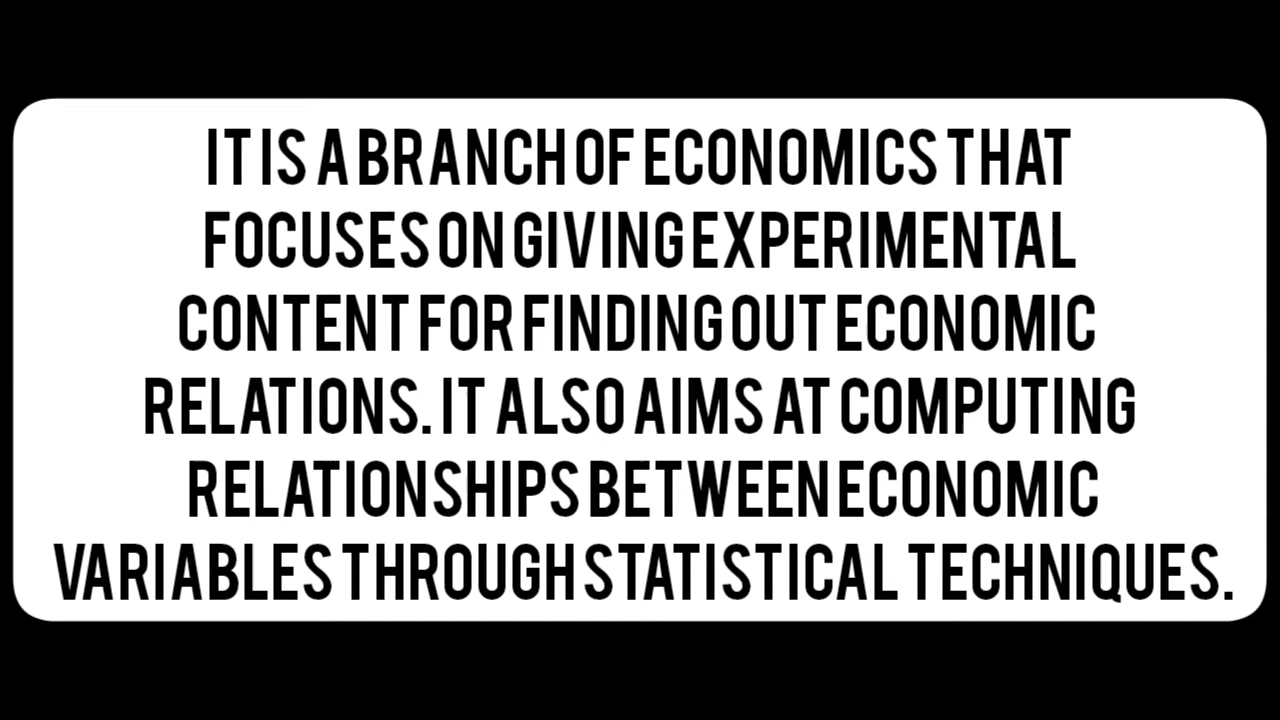 IT IS A BRANCH OF ECONOMICS THAT
FOCUSES ON GIVING EXPERIMENTAL
CONTENT FOR FINDING OUT ECONOMIC
RELATIONS. IT ALSO AIMS AT COMPUTING
RELATIONSHIPS BETWEEN ECONOMIC
VARIABLES THROUGH STATISTICAL TECHNIQUES.